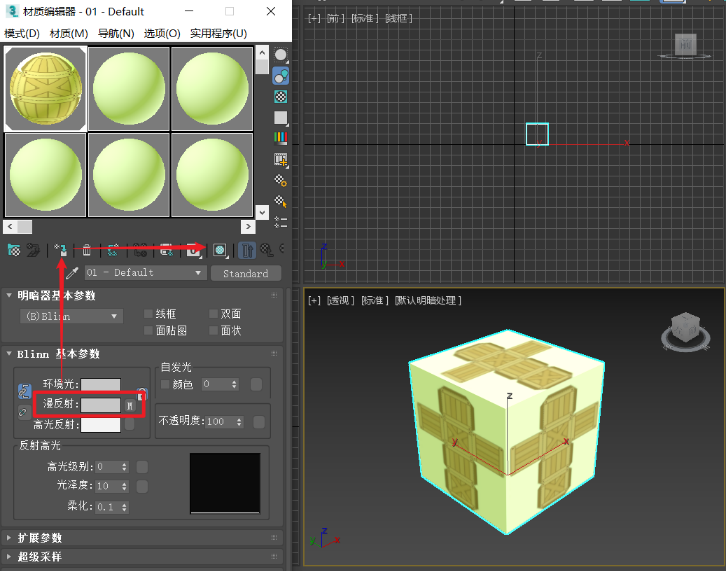 材质编辑器 - 01 - Default
模式(D) 材质(M) 导航(N) 选项(O) 实用程序(U)
01 - Default Standard
明暗器基本参数
(B)Blinn 线框 双面
面贴图 面状
Blinn 基本参数
自发光
环境光: 颜色 0
漫反射: M
高光反射: 不透明度: 100
反射高光
高光级别: 0
光泽度: 10
柔化: 0.1
扩展参数
超级采样
[+] [前] [标准] [线框]
z
x
z
x
[+] [透视] [标准] [默认明暗处理]
z
y x
z
x